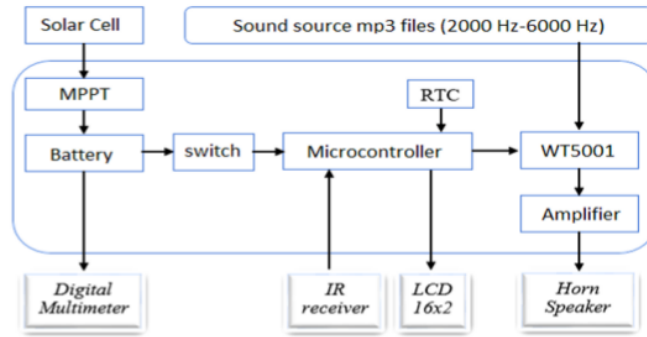 Solar Cell
Sound source mp3 files (2000 Hz-6000 Hz)
MPPT
RTC
Battery
switch
Microcontroller
WT5001
Amplifier
Digital
Multimeter
IR
receiver
LCD
16x2
Horn
Speaker